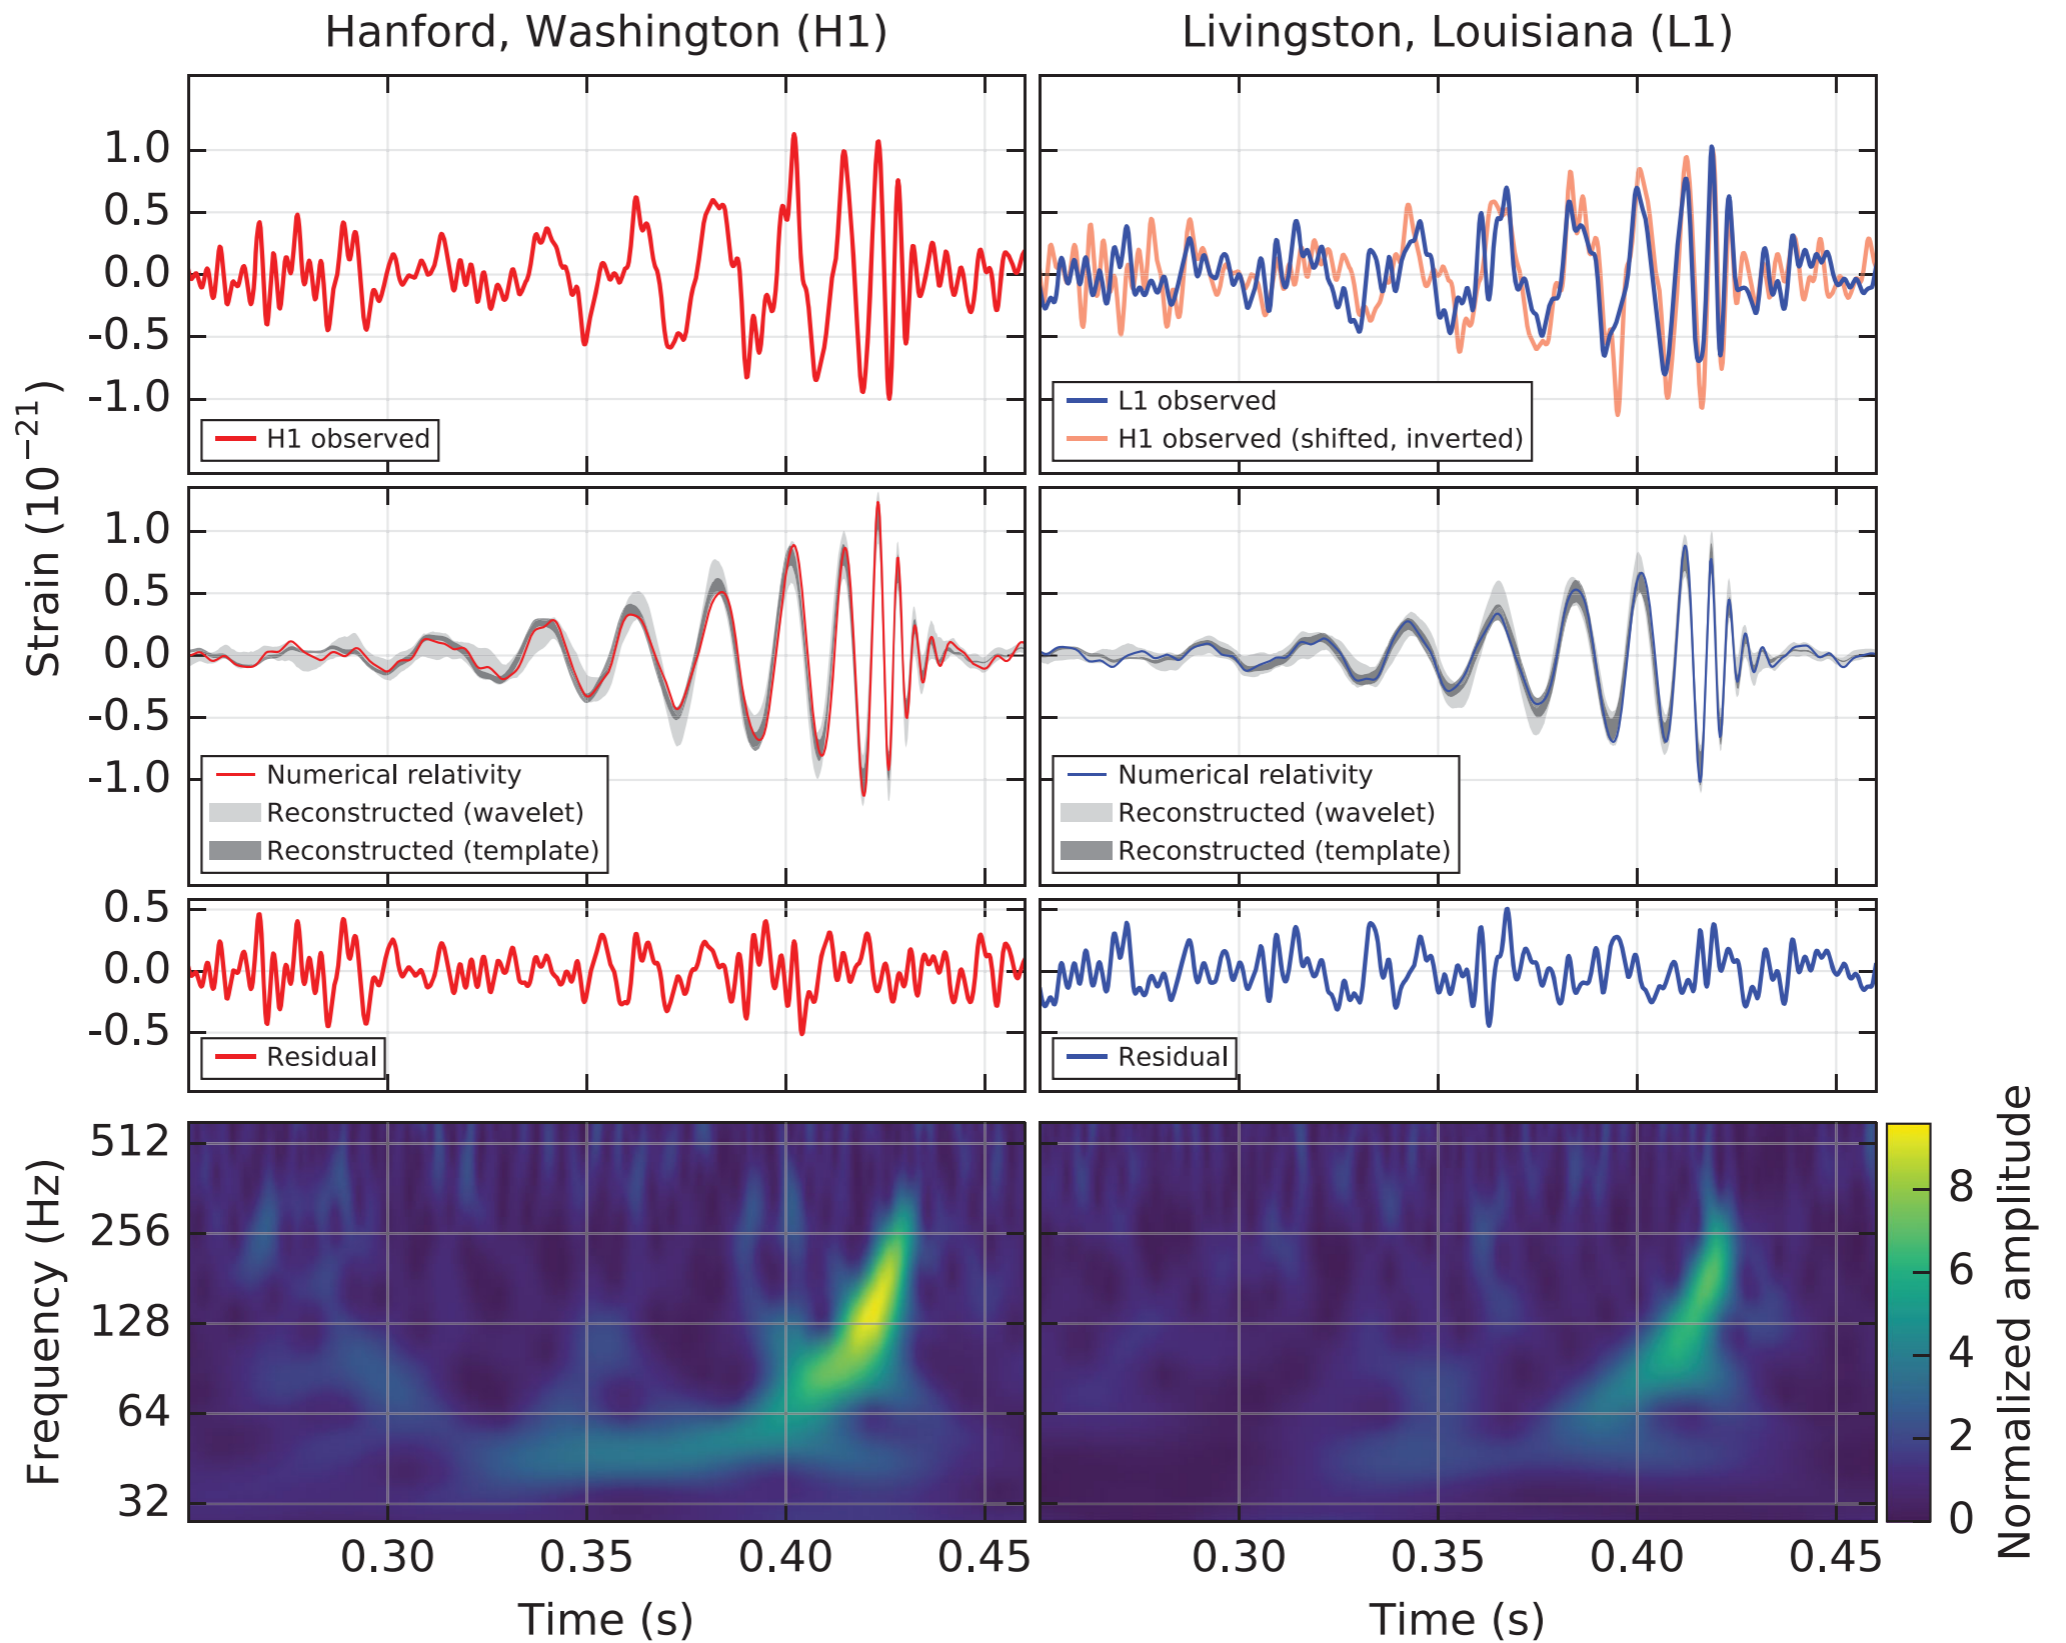 Hanford, Washington (H1)
Livingston, Louisiana (L1)
Strain (10⁻²¹)
1.0
0.5
0.0
-0.5
-1.0
H1 observed
L1 observed
H1 observed (shifted, inverted)
1.0
0.5
0.0
-0.5
-1.0
Numerical relativity
Reconstructed (wavelet)
Reconstructed (template)
Numerical relativity
Reconstructed (wavelet)
Reconstructed (template)
0.5
0.0
-0.5
Residual
Residual
Frequency (Hz)
512
256
128
64
32
0.30
0.35
0.40
0.45
Time (s)
0.30
0.35
0.40
0.45
Time (s)
8
6
4
2
0
Normalized amplitude